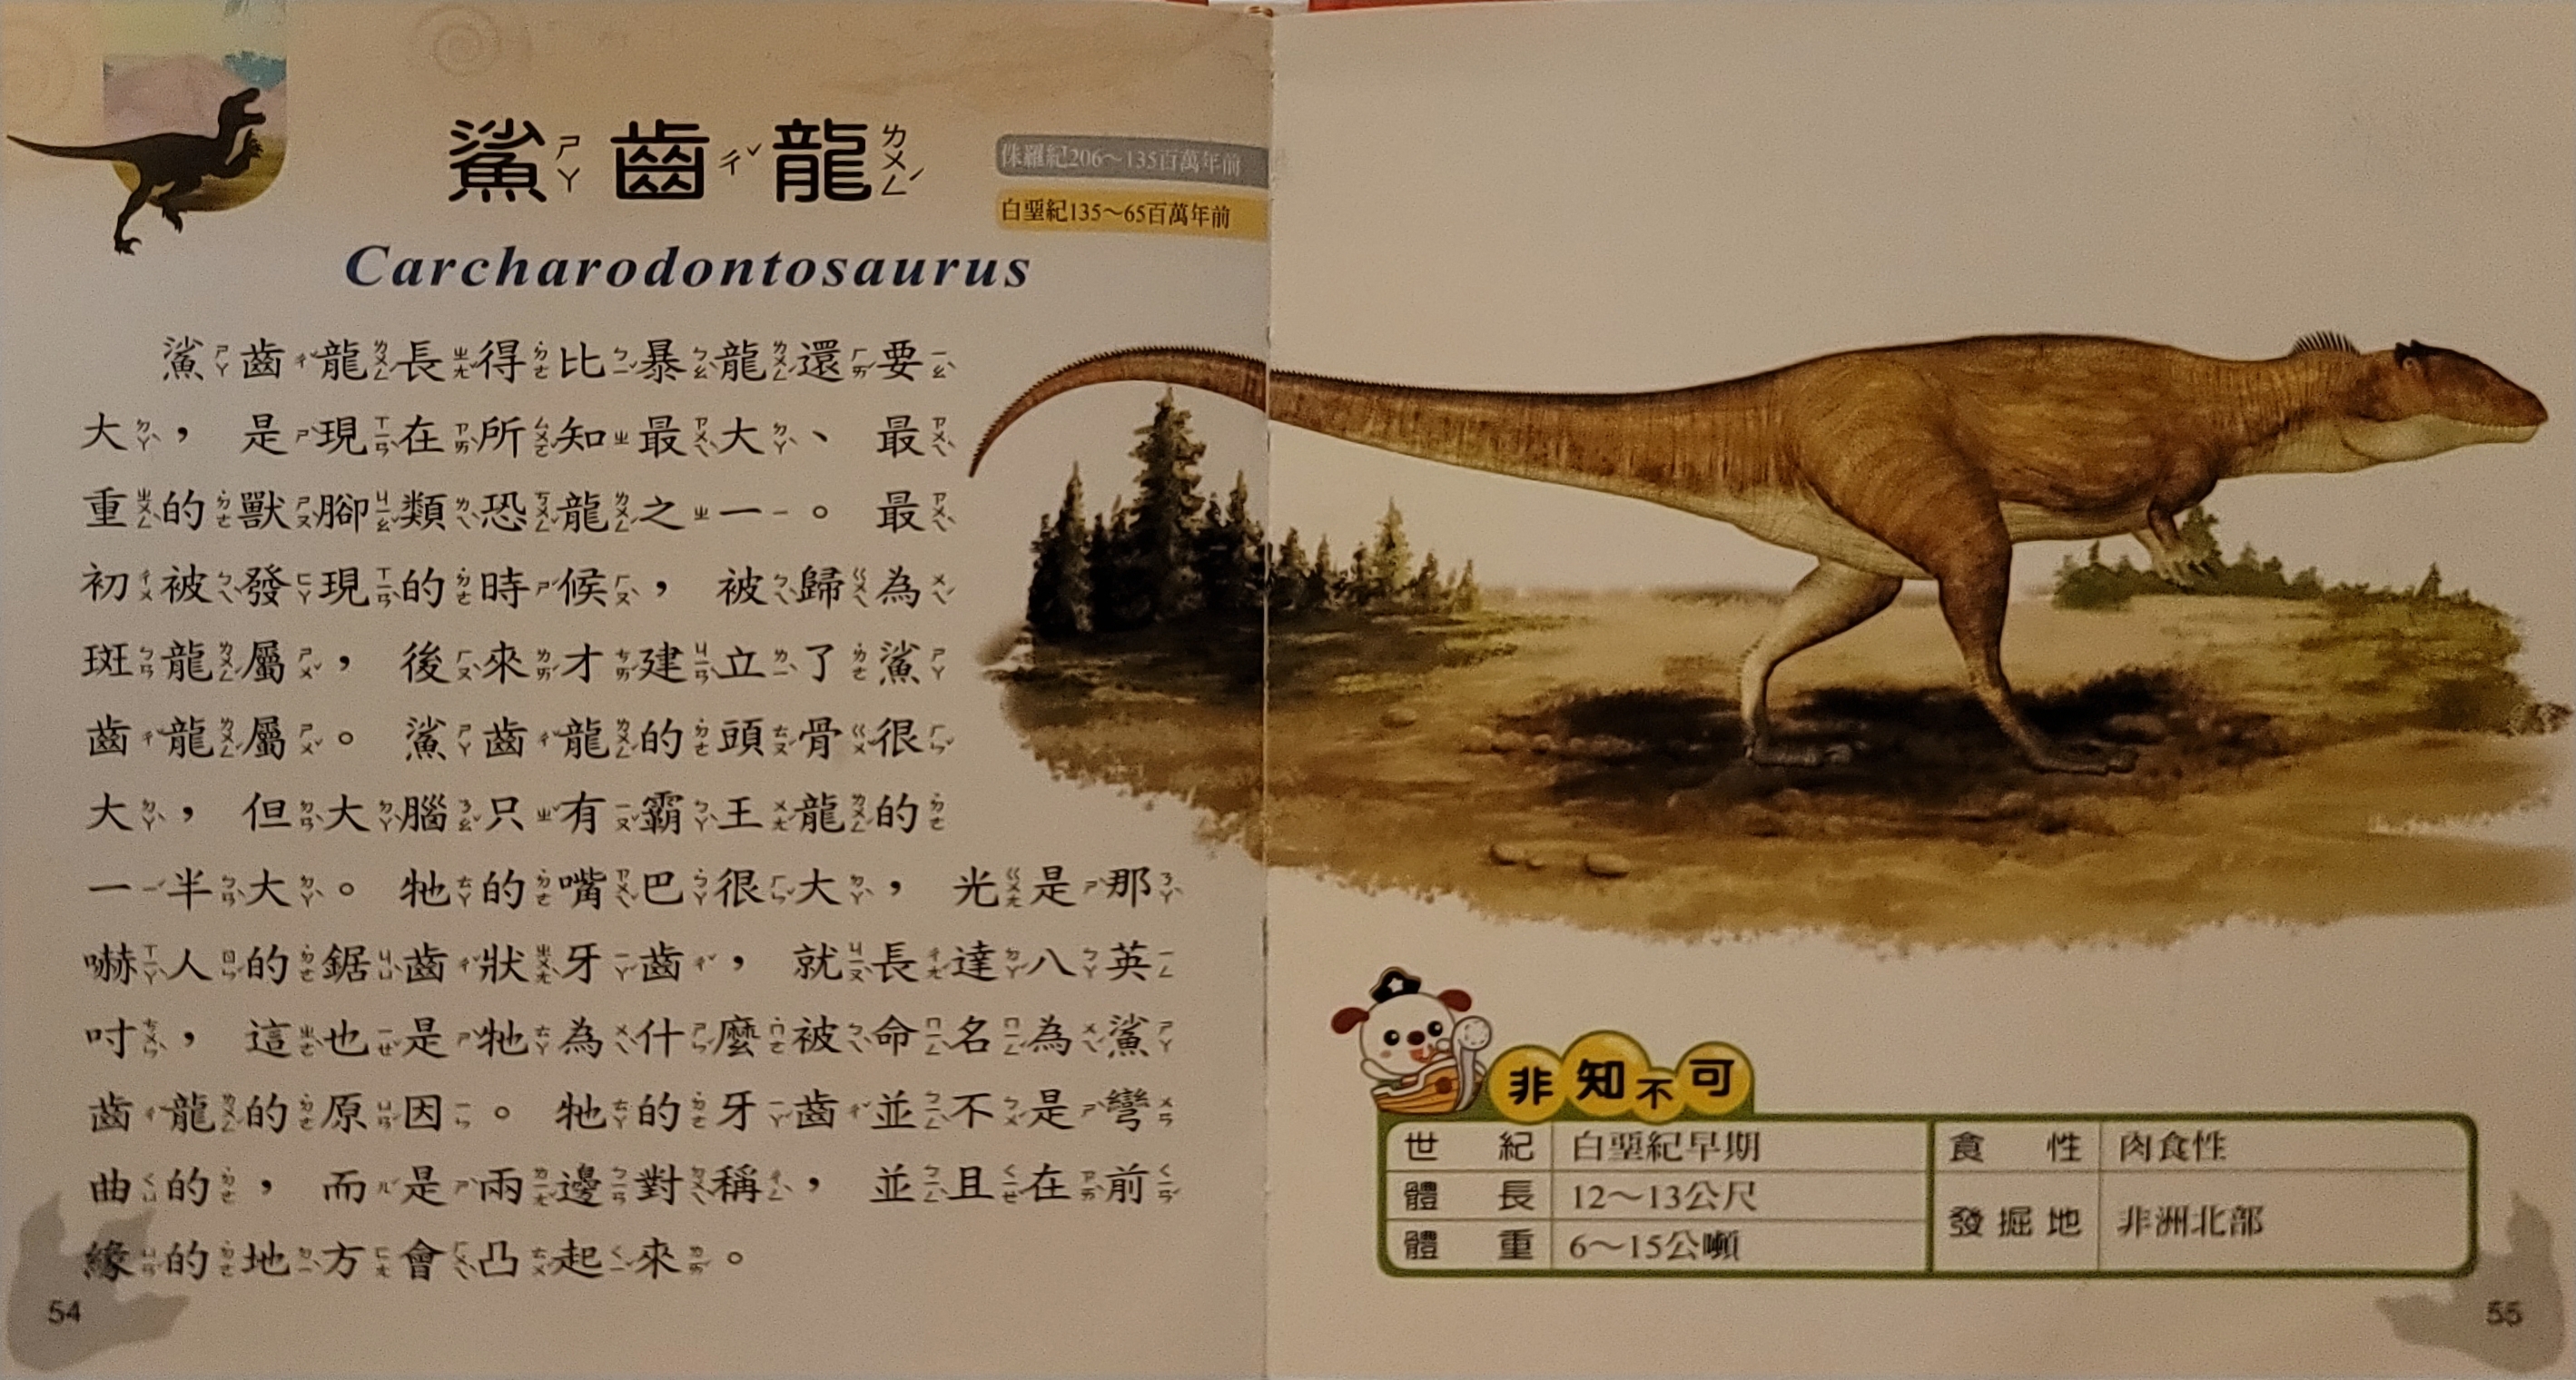 鯊齒龍
侏羅紀206～135百萬年前
白堊紀135～65百萬年前
Carcharodontosaurus
鯊齒龍長得比暴龍還要
大，是現在所知最大、最
重的獸腳類恐龍之一。最
初被發現的時候，被歸為
斑龍屬，後來才建立了鯊
齒龍屬。鯊齒龍的頭骨很
大，但大腦只有霸王龍的
一半大。牠的嘴巴很大，光是那
嚇人的鋸齒狀牙齒，就長達八英
吋，這也是牠為什麼被命名為鯊
齒龍的原因。牠的牙齒並不是彎
曲的，而是兩邊對稱，並且在前
緣的地方會凸起來。
54
非知不可
世紀 白堊紀早期
體長 12～13公尺
體重 6～15公噸
食性 肉食性
發掘地 非洲北部
55